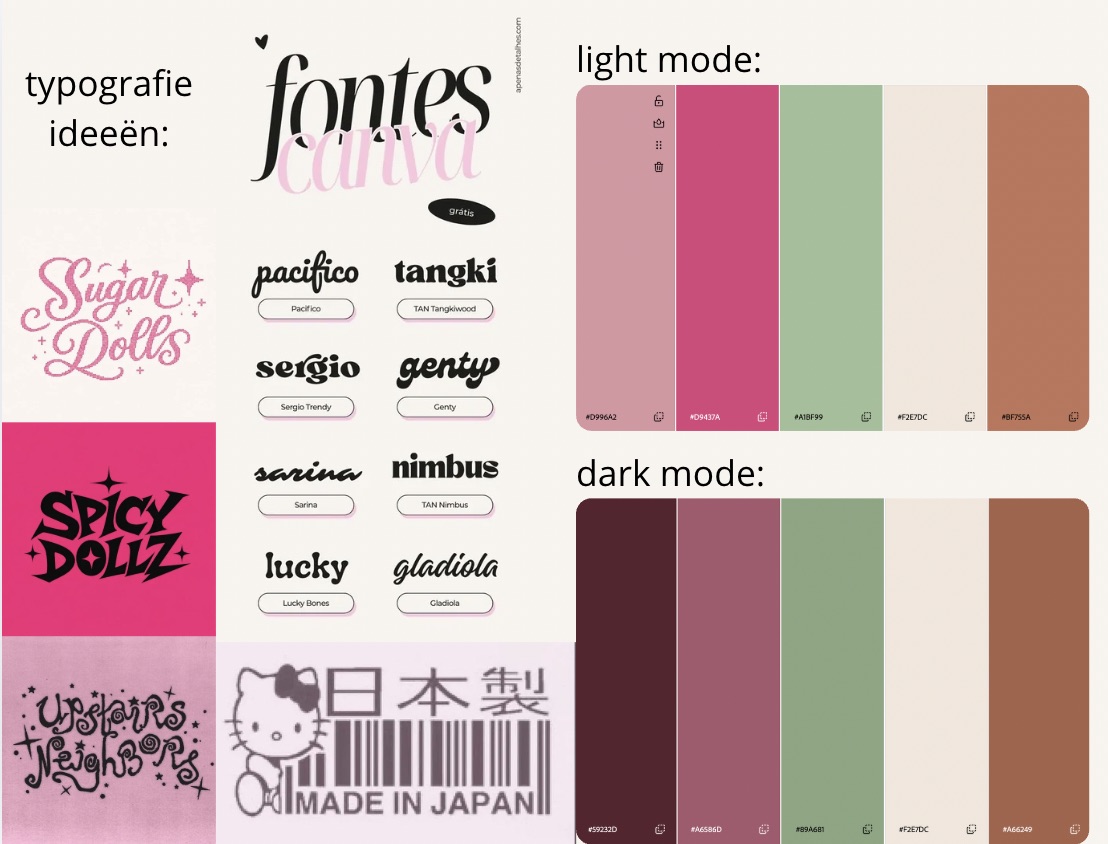 typografie
ideeën:
apenasdetalhes.com
fontes
canva
grátis
Sugar
Dolls
pacifico
Pacifico
tangki
TAN Tangkiwood
sergio
Sergio Trendy
genty
Genty
SPICY
DOLLZ
sarina
Sarina
nimbus
TAN Nimbus
lucky
Lucky Bones
gladiola
Gladiola
UpstaiRs
NeighBoRs
日本製
MADE IN JAPAN
light mode:
#D996A2
#D9437A
#A1BF99
#F2E7DC
#BF755A
dark mode:
#59232D
#A65B6D
#89A681
#F2E7DC
#A66249